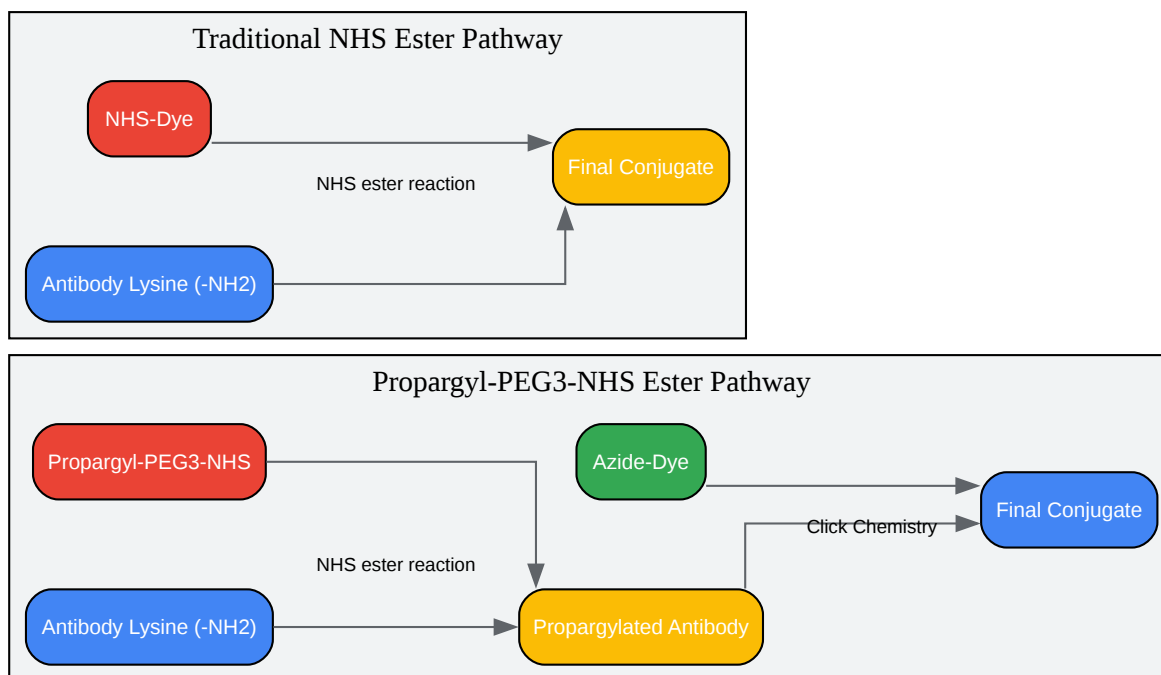 Traditional NHS Ester Pathway
NHS-Dye
Final Conjugate
NHS ester reaction
Antibody Lysine (-NH2)
Propargyl-PEG3-NHS Ester Pathway
Propargyl-PEG3-NHS
Azide-Dye
Final Conjugate
Click Chemistry
NHS ester reaction
Antibody Lysine (-NH2)
Propargylated Antibody